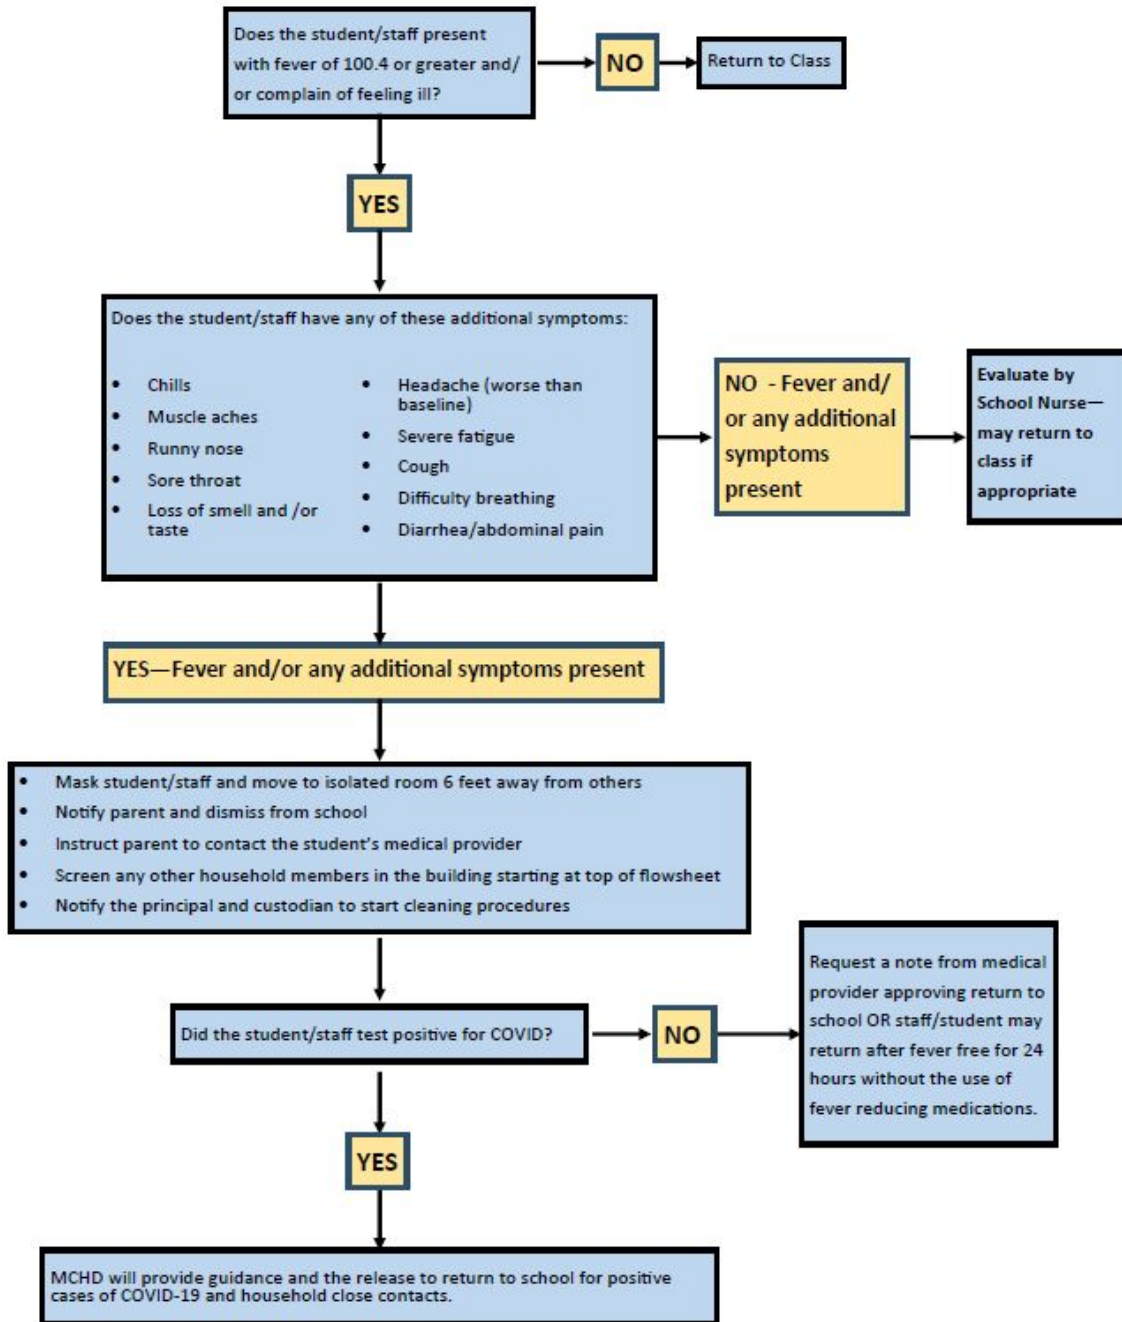 Does the student/staff present
with fever of 100.4 or greater and/
or complain of feeling ill?
NO
Return to Class
YES
Does the student/staff have any of these additional symptoms:
• Chills
• Muscle aches
• Runny nose
• Sore throat
• Loss of smell and /or
taste
• Headache (worse than
baseline)
• Severe fatigue
• Cough
• Difficulty breathing
• Diarrhea/abdominal pain
NO - Fever and/
or any additional
symptoms
present
Evaluate by
School Nurse—
may return to
class if
appropriate
YES—Fever and/or any additional symptoms present
• Mask student/staff and move to isolated room 6 feet away from others
• Notify parent and dismiss from school
• Instruct parent to contact the student's medical provider
• Screen any other household members in the building starting at top of flowsheet
• Notify the principal and custodian to start cleaning procedures
Did the student/staff test positive for COVID?
NO
Request a note from medical
provider approving return to
school OR staff/student may
return after fever free for 24
hours without the use of
fever reducing medications.
YES
MCHD will provide guidance and the release to return to school for positive
cases of COVID-19 and household close contacts.